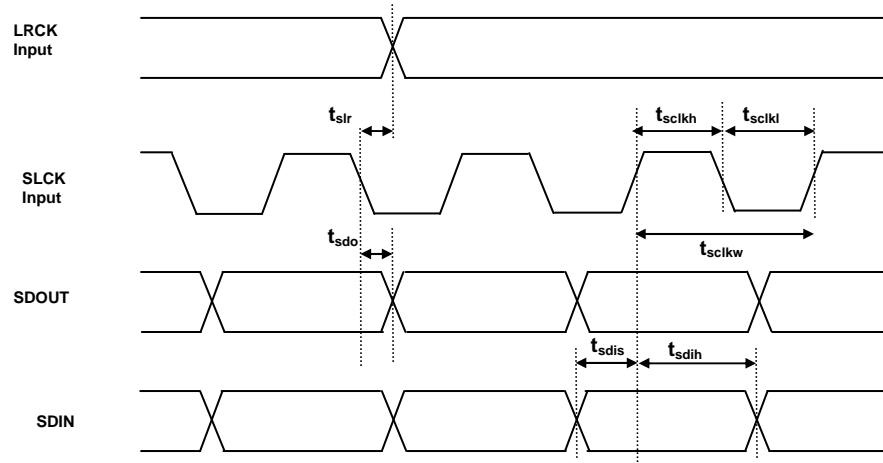 LRCK
Input
tslr
tsclkh
tsclkl
SLCK
Input
tsdo
tsclkw
SDOUT
tsdis
tsdih
SDIN